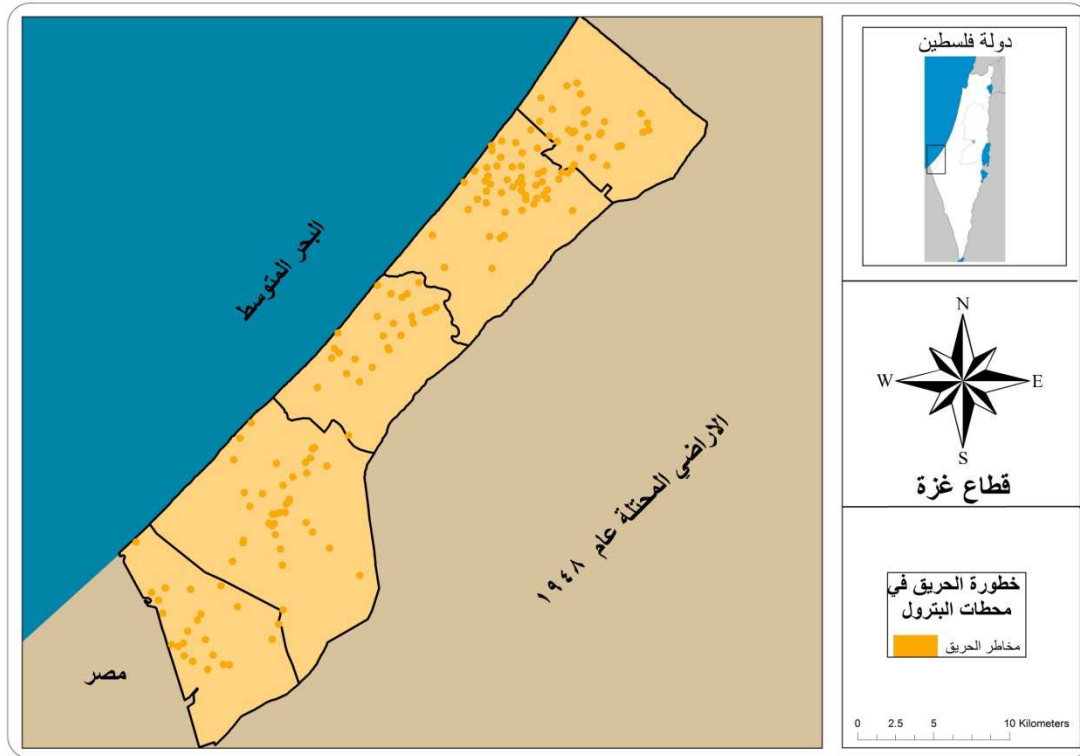 دولة فلسطين
البحر المتوسط
الاراضي المحتلة عام ١٩٤٨
مصر
N
W E
S
قطاع غزة
خطورة الحريق في
محطات البترول
مخاطر الحريق
0 2.5 5 10 Kilometers